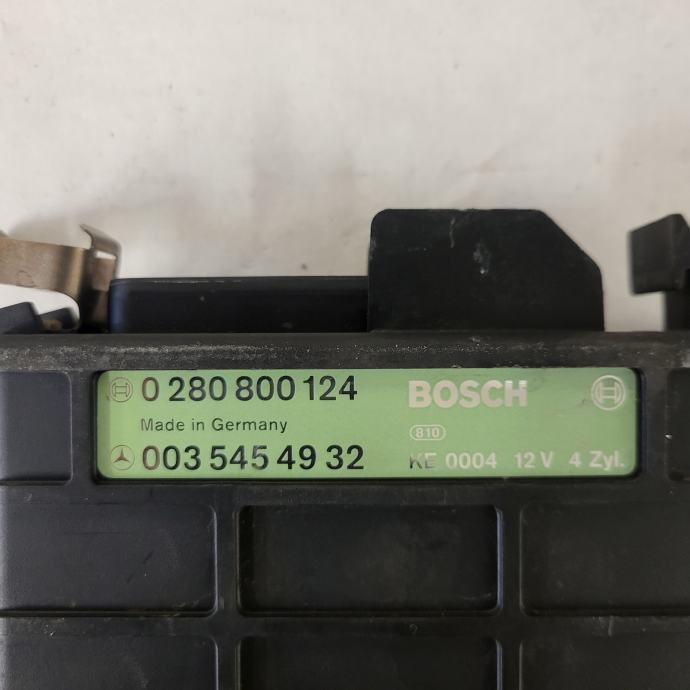 0 280 800 124
BOSCH
Made in Germany
810
003 545 49 32
KE 0004 12 V 4 Zyl.